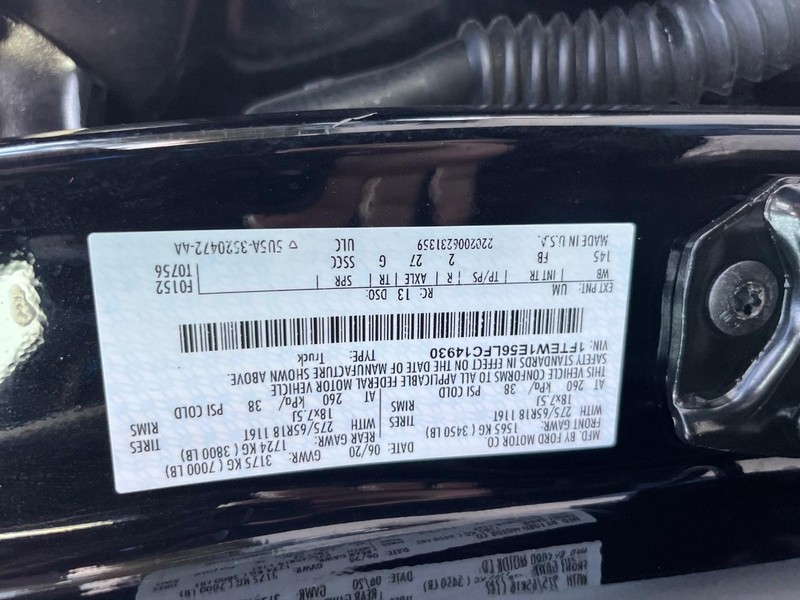 MFD. BY FORD MOTOR CO.
DATE: 06/20 GVWR: 3175 KG ( 7000 LB)
FRONT GAWR: 1565 KG ( 3450 LB) REAR GAWR: 1724 KG ( 3800 LB)
WITH 275/65R18 116T TIRES WITH 275/65R18 116T TIRES
18x7.5J RIMS 18x7.5J RIMS
AT 260 kPa/ 38 PSI COLD AT 260 kPa/ 38 PSI COLD
THIS VEHICLE CONFORMS TO ALL APPLICABLE FEDERAL MOTOR VEHICLE
SAFETY STANDARDS IN EFFECT ON THE DATE OF MANUFACTURE SHOWN ABOVE.
VIN: 1FTEW1E56LFC14930 TYPE: Truck
EXT PNT: UM RC: 13 DSO: F0152
WB INT TR TP/PS R AXLE TR SPR T0756
145 FB 2 27 G SSCC
MADE IN U.S.A. 22C2006231359 ULC 5U5A-3520472-AA